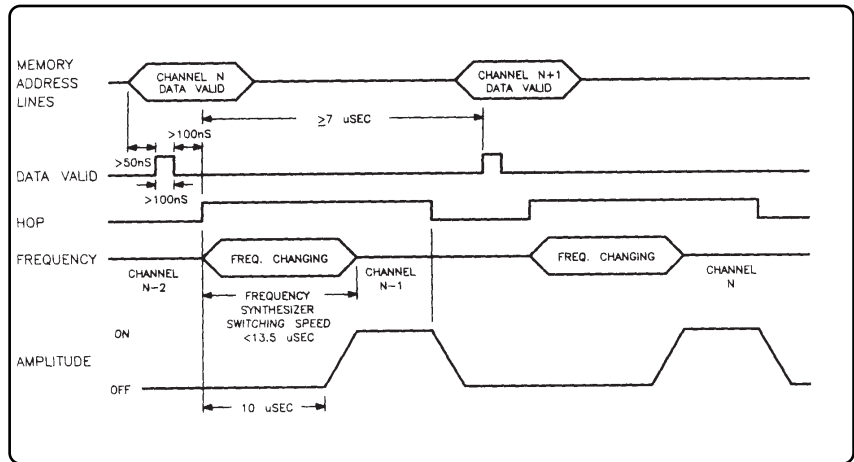 MEMORY
ADDRESS
LINES
CHANNEL N
DATA VALID
CHANNEL N+1
DATA VALID
≥7 uSEC
>100nS
>50nS
DATA VALID
>100nS
HOP
FREQUENCY
FREQ. CHANGING
FREQ. CHANGING
CHANNEL
N-2
CHANNEL
N-1
CHANNEL
N
FREQUENCY
SYNTHESIZER
SWITCHING SPEED
<13.5 uSEC
ON
AMPLITUDE
OFF
10 uSEC